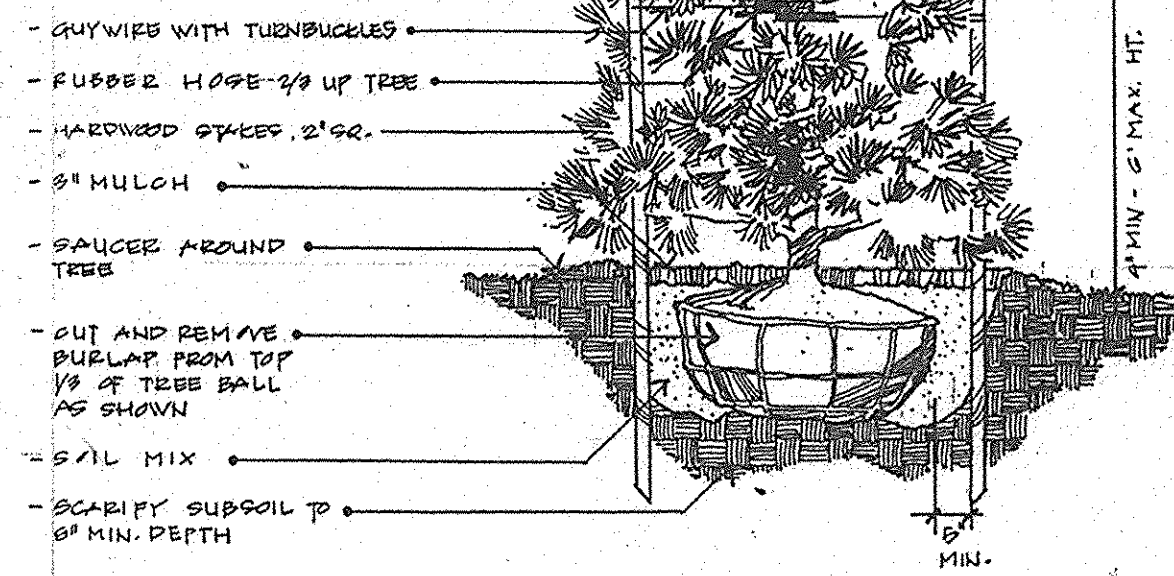 - GUYWIRE WITH TURNBUCKLES
- RUBBER HOSE 2/3 UP TREE
- HARDWOOD STAKES, 2" SQ.
- 3" MULCH
- SAUCER AROUND
TREE
- CUT AND REMOVE
BURLAP FROM TOP
1/3 OF TREE BALL
AS SHOWN
- SOIL MIX
- SCARIFY SUBSOIL TO
6" MIN. DEPTH
4' MIN - 6' MAX. HT.
MIN.